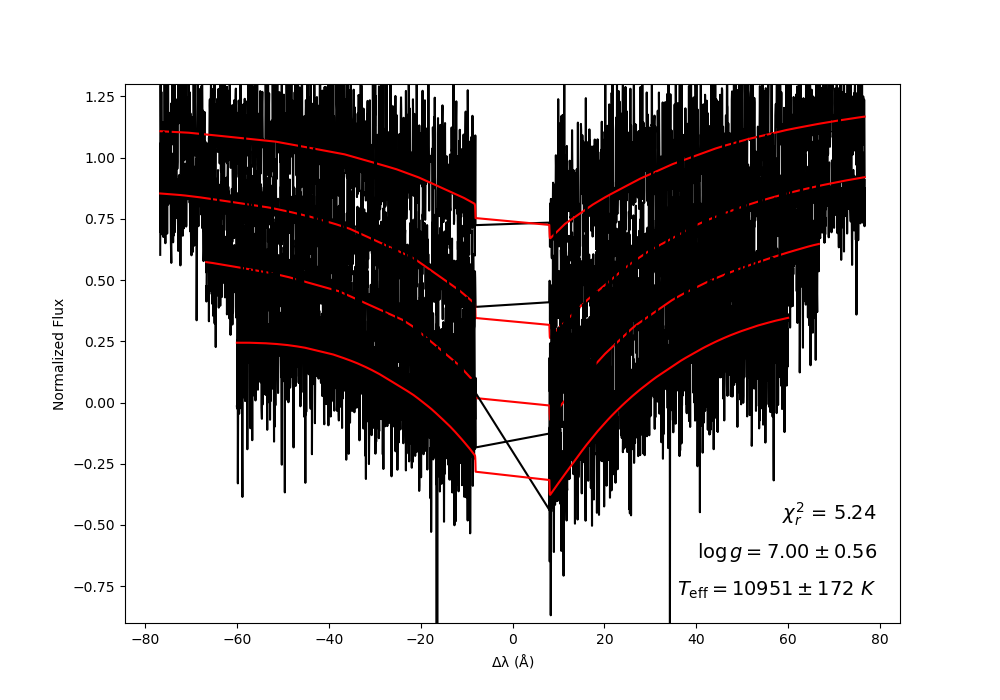 1.25
1.00
0.75
0.50
0.25
0.00
−0.25
−0.50
−0.75
Normalized Flux
χ²ᵣ = 5.24
log g = 7.00 ± 0.56
T_eff = 10951 ± 172 K
−80 −60 −40 −20 0 20 40 60 80
Δλ (Å)